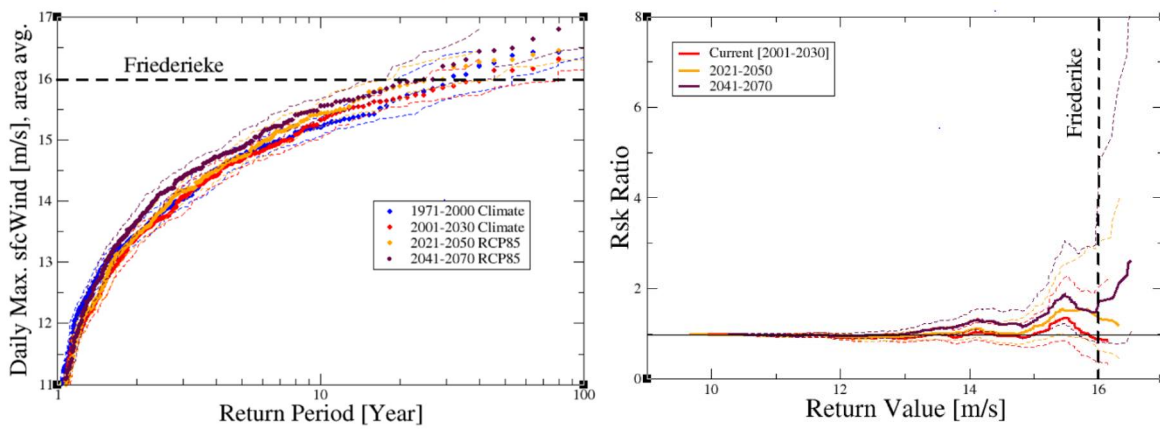 17
16
15
14
13
12
11
Daily Max. sfcWind [m/s], area avg.
Friederieke
1971-2000 Climate
2001-2030 Climate
2021-2050 RCP85
2041-2070 RCP85
1
10
100
Return Period [Year]
8
6
4
2
0
Rsk Ratio
Current [2001-2030]
2021-2050
2041-2070
Friederike
10
12
14
16
Return Value [m/s]